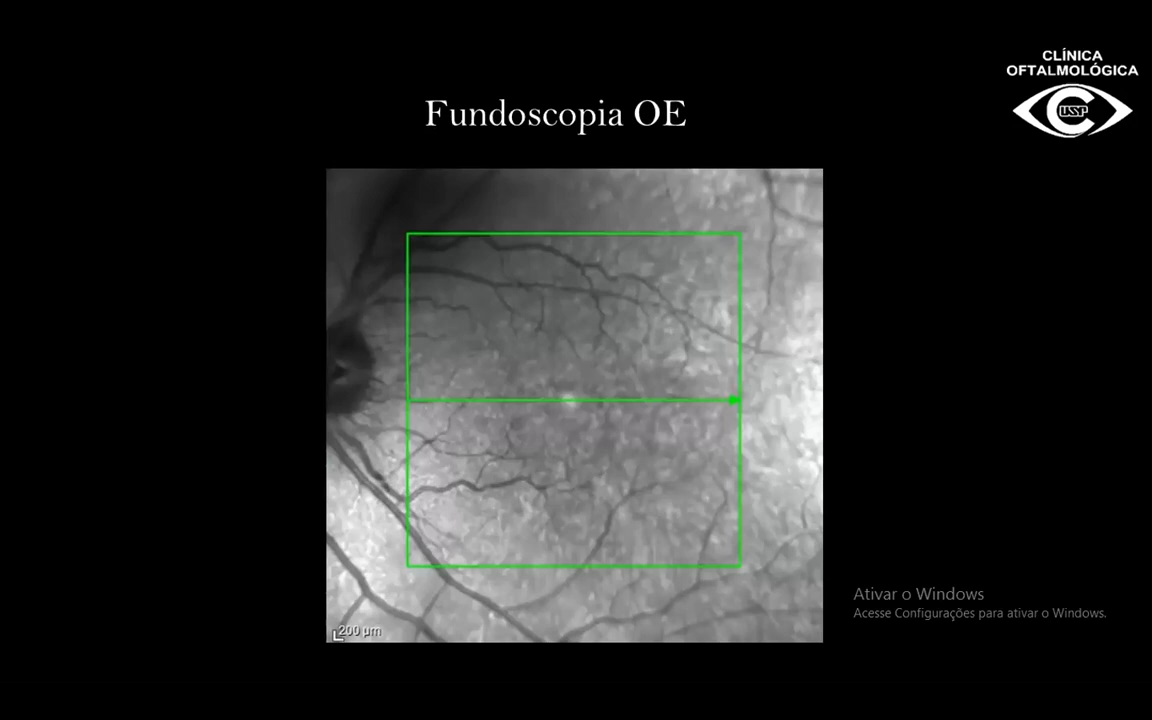 CLÍNICA
OFTALMOLÓGICA
USP
Fundoscopia OE
200 µm
Ativar o Windows
Acesse Configurações para ativar o Windows.